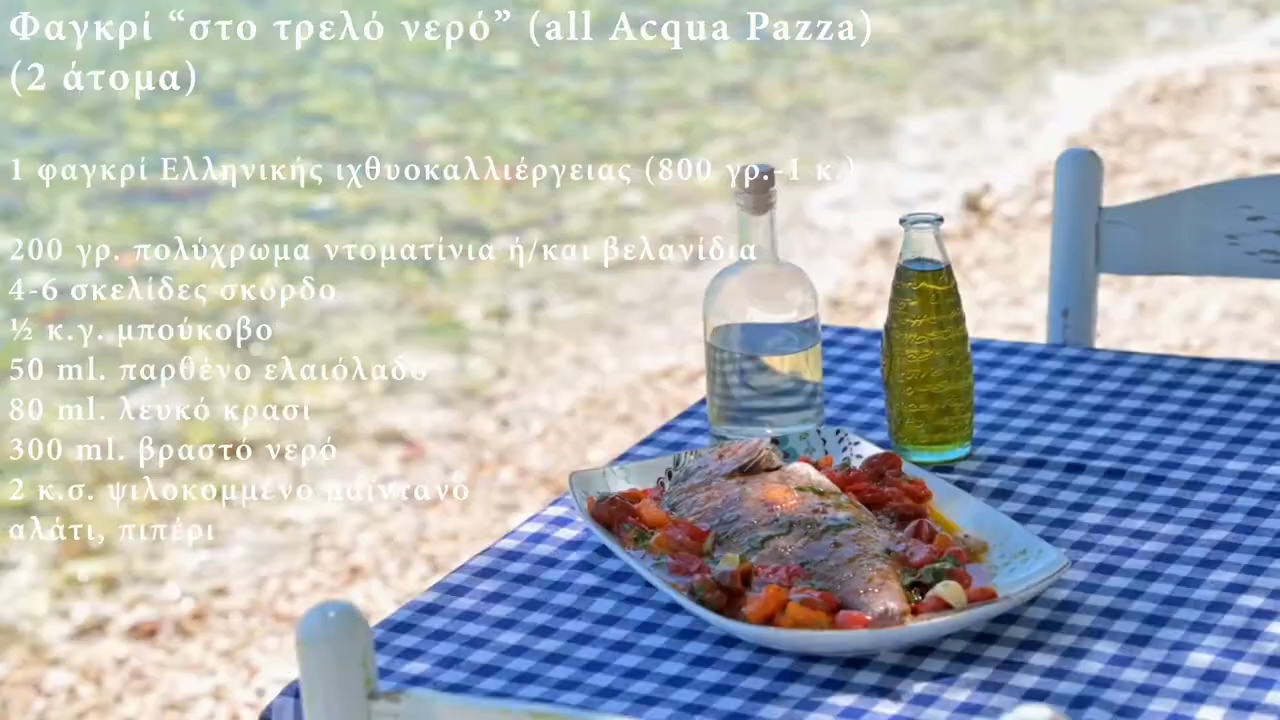 Φαγκρί “στο τρελό νερό” (all Acqua Pazza)
(2 άτομα)
1 φαγκρί Ελληνικής ιχθυοκαλλιέργειας (800 γρ.-1 κ.)
200 γρ. πολύχρωμα ντοματίνια ή/και βελανίδια
4-6 σκελίδες σκόρδο
½ κ.γ. μπούκοβο
50 ml. παρθένο ελαιόλαδο
80 ml. λευκό κρασι
300 ml. βραστό νερό
2 κ.σ. ψιλοκομμένο μαϊντανό
αλάτι, πιπέρι